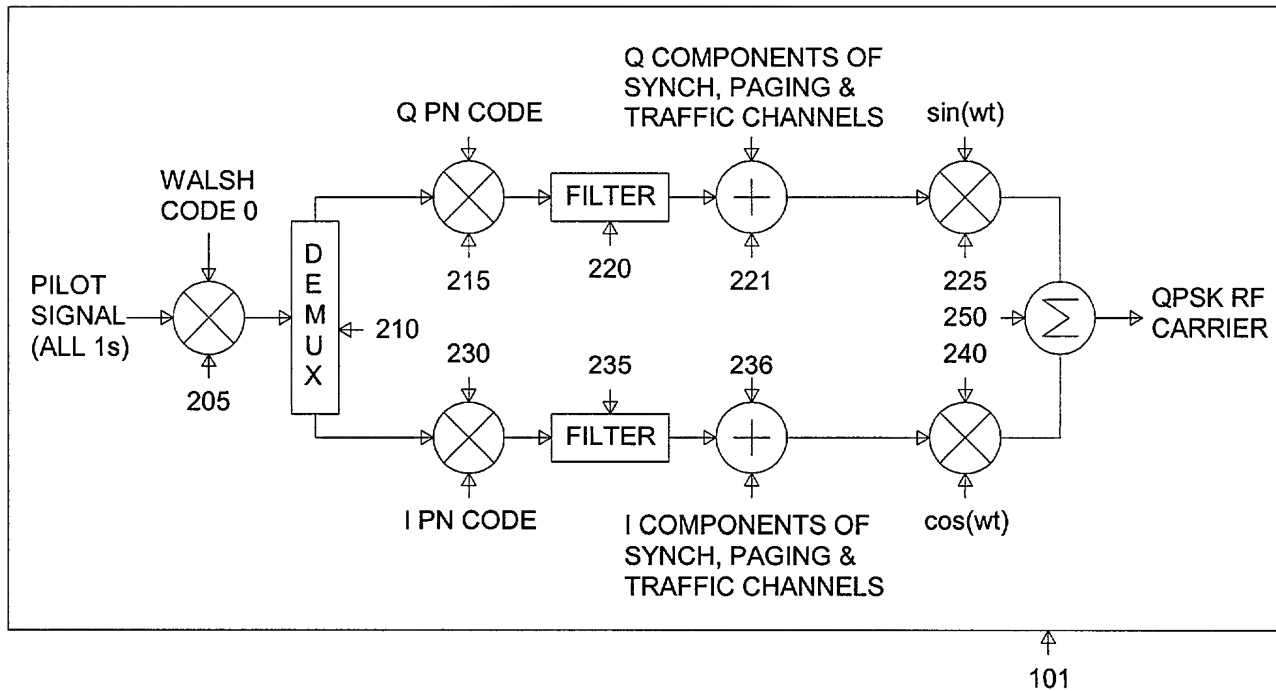 Q COMPONENTS OF
SYNCH, PAGING &
TRAFFIC CHANNELS
Q PN CODE
sin(wt)
WALSH
CODE 0
FILTER
PILOT
SIGNAL
(ALL 1s)
DEMUX
215
220
221
225
210
250
QPSK RF
CARRIER
205
230
235
236
240
FILTER
I PN CODE
I COMPONENTS OF
SYNCH, PAGING &
TRAFFIC CHANNELS
cos(wt)
101